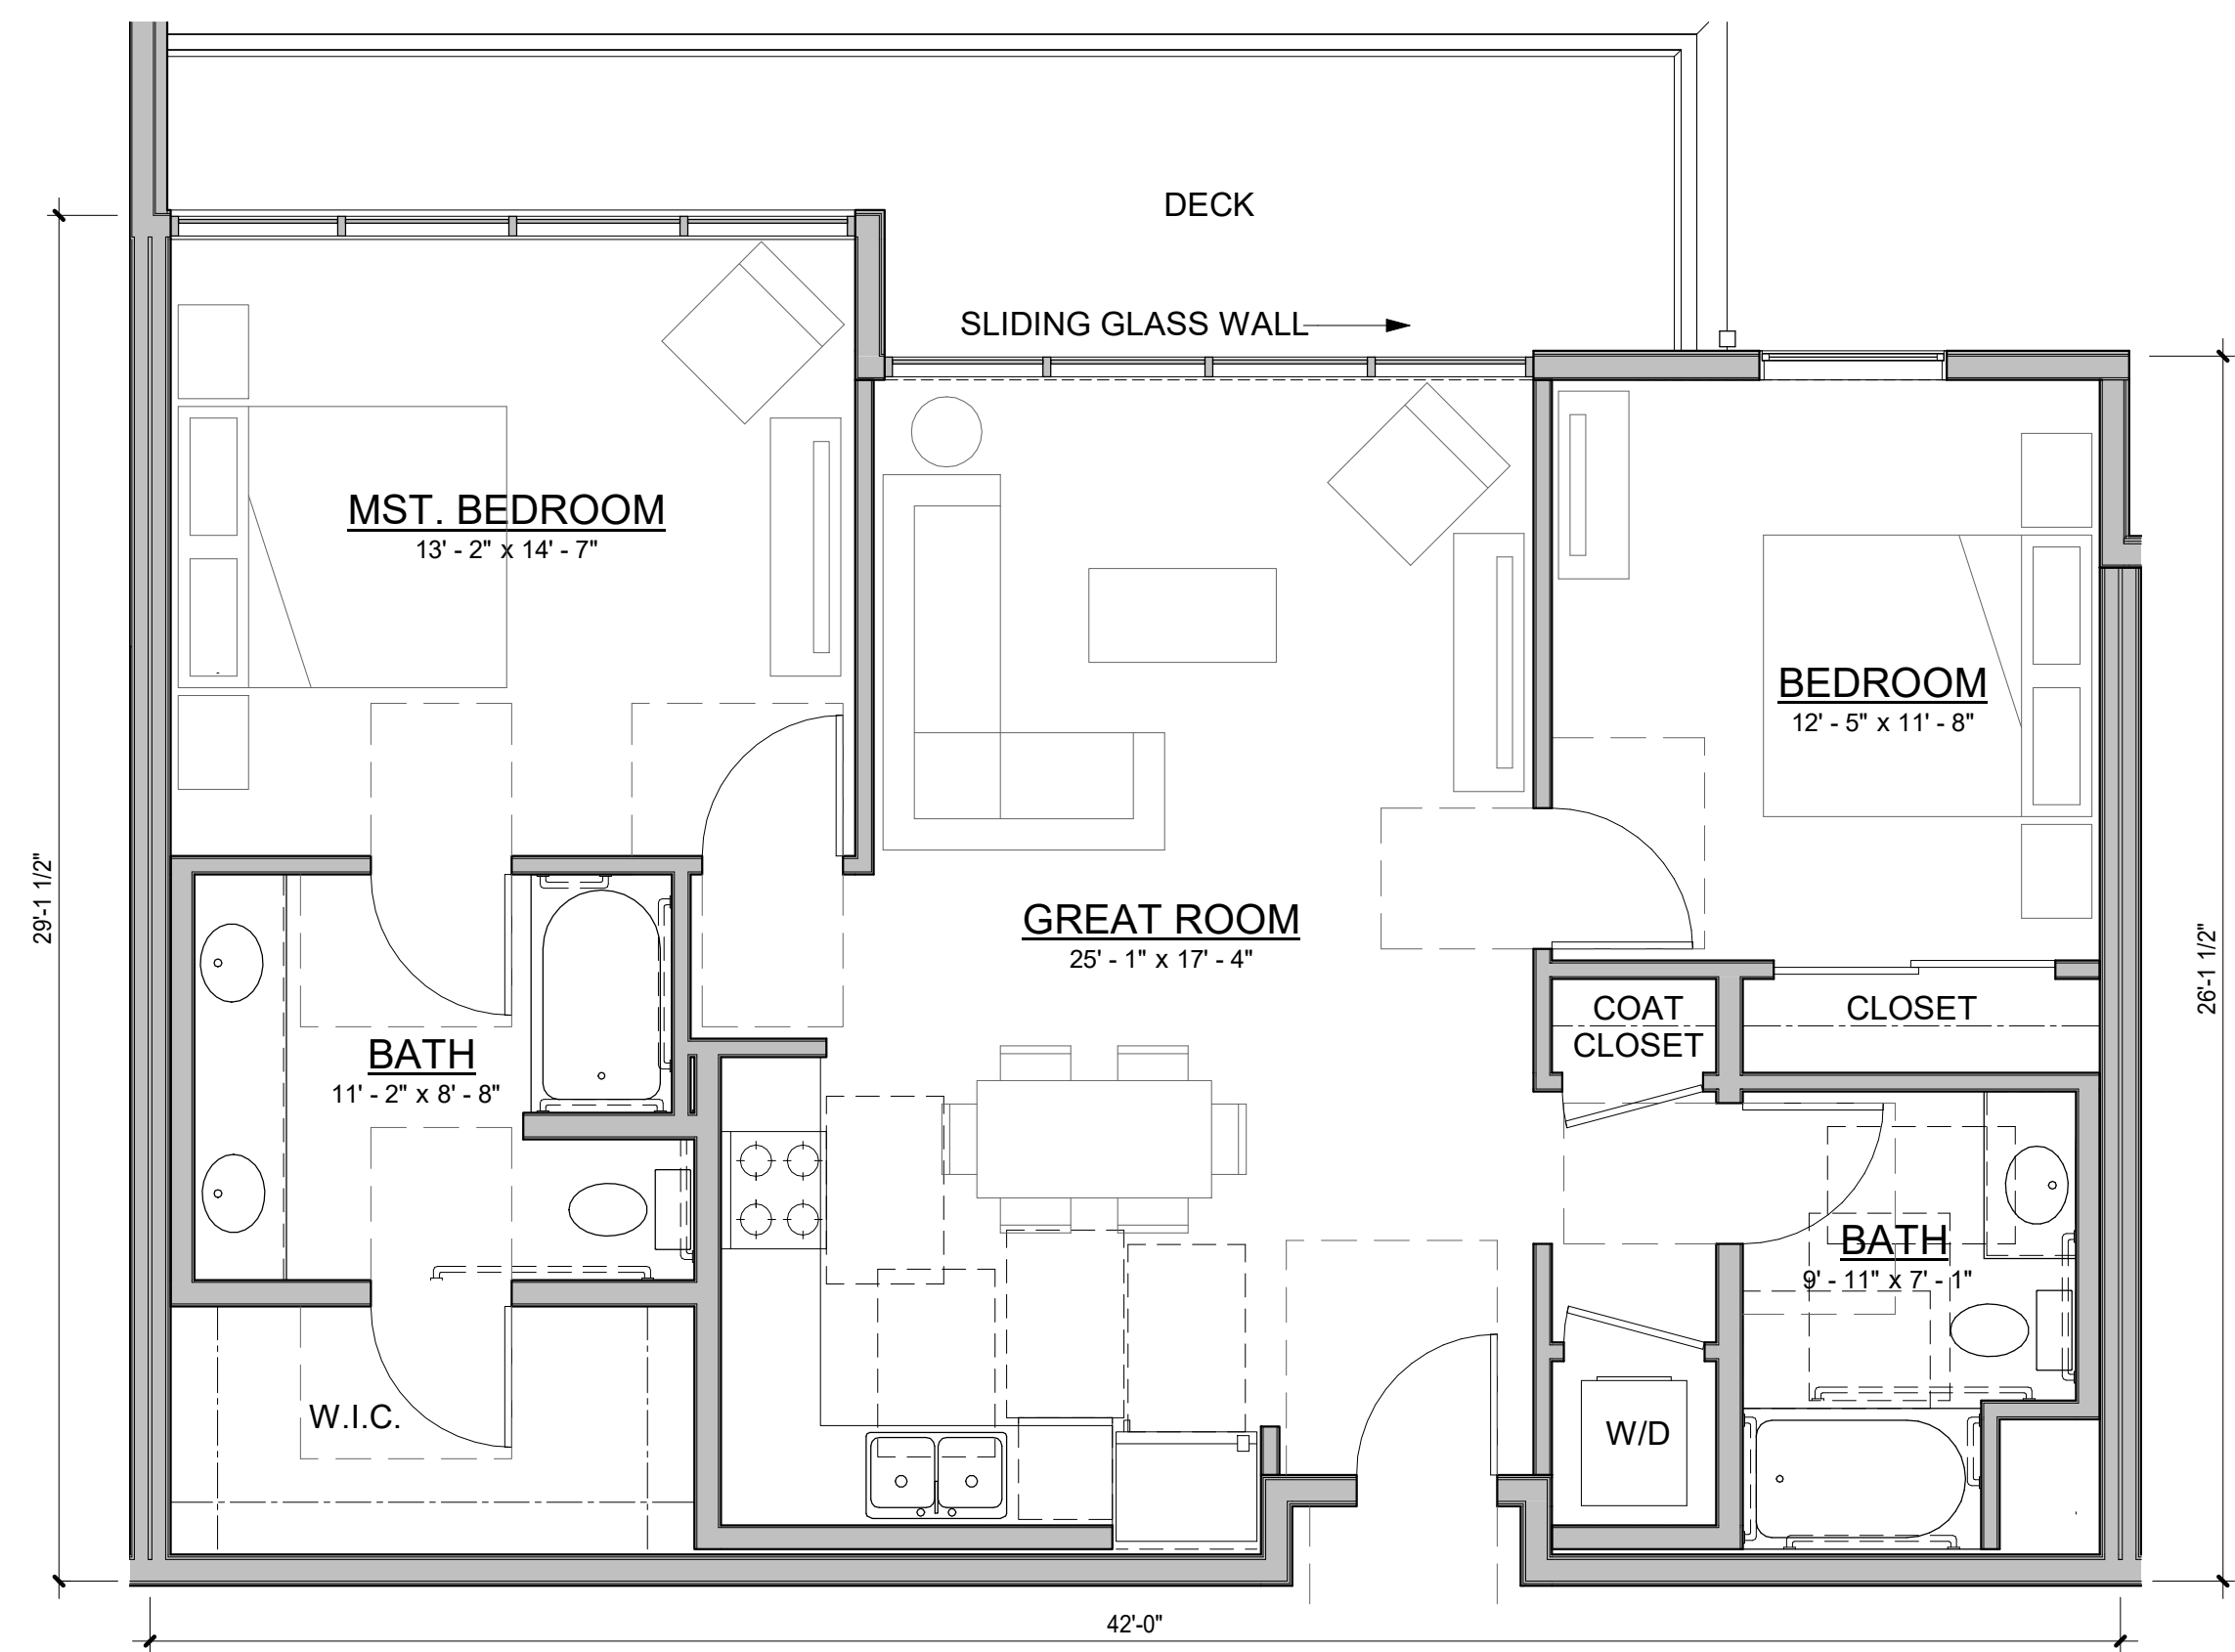 DECK
SLIDING GLASS WALL
MST. BEDROOM
13' - 2" x 14' - 7"
BEDROOM
12' - 5" x 11' - 8"
29'-1 1/2"
GREAT ROOM
25' - 1" x 17' - 4"
26'-1 1/2"
COAT
CLOSET
CLOSET
BATH
11' - 2" x 8' - 8"
BATH
9' - 11" x 7' - 1"
W.I.C.
W/D
42'-0"